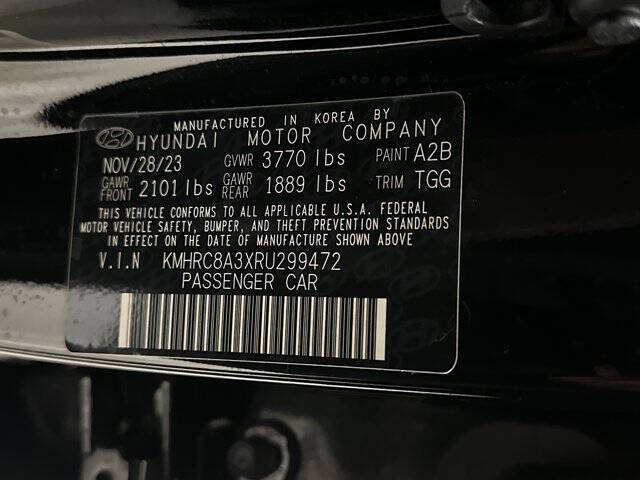 MANUFACTURED IN KOREA BY
HYUNDAI MOTOR COMPANY
NOV/28/23 GVWR 3770 lbs PAINT A2B
GAWR FRONT 2101 lbs GAWR REAR 1889 lbs TRIM TGG
THIS VEHICLE CONFORMS TO ALL APPLICABLE U.S.A. FEDERAL
MOTOR VEHICLE SAFETY, BUMPER, AND THEFT PREVENTION STANDARDS
IN EFFECT ON THE DATE OF MANUFACTURE SHOWN ABOVE
V.I.N KMHRC8A3XRU299472
PASSENGER CAR